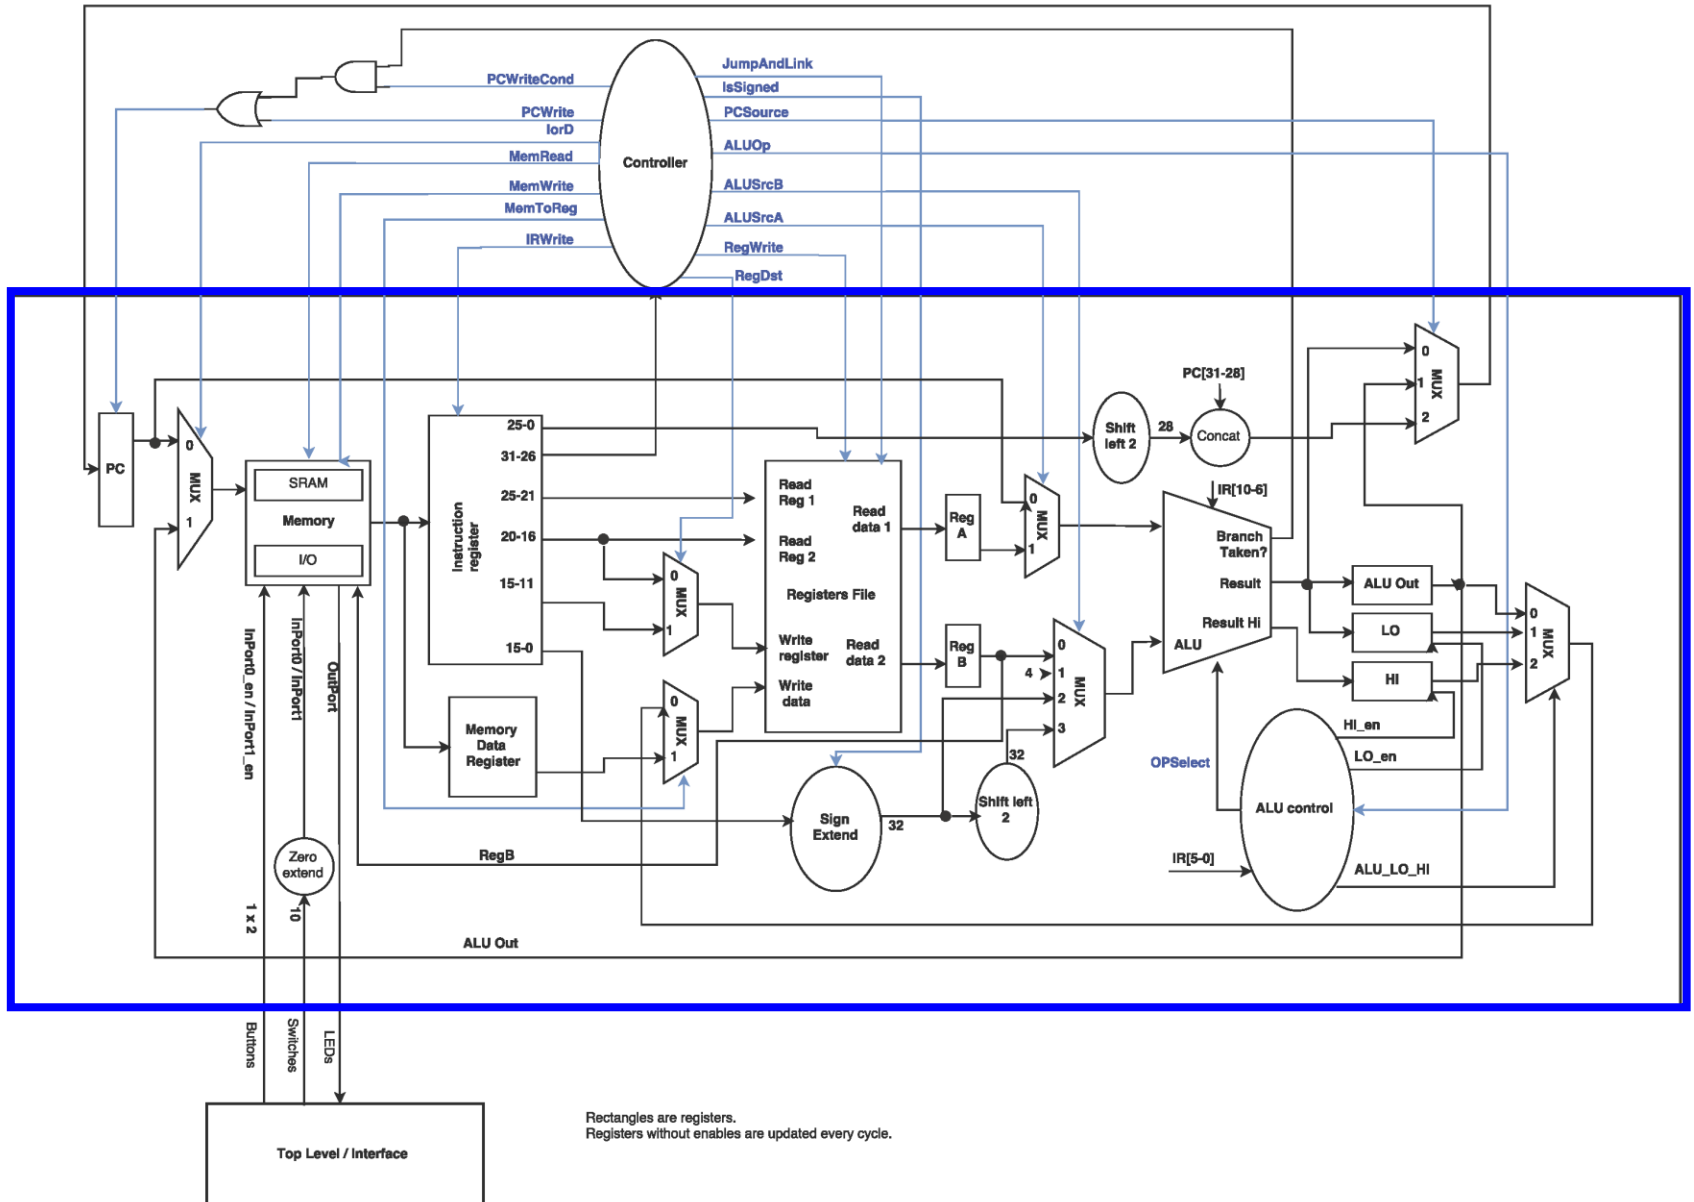 JumpAndLink
IsSigned
PCWriteCond
PCWrite
PCSource
IorD
ALUOp
MemRead
Controller
MemWrite
ALUSrcB
MemToReg
ALUSrcA
IRWrite
RegWrite
RegDst
PC
0
MUX
1
SRAM
Memory
I/O
Instruction
register
25-0
31-26
25-21
20-16
15-11
15-0
Memory
Data
Register
0
MUX
1
0
MUX
1
Read
Reg 1
Read
Reg 2
Read
data 1
Registers File
Write
register
Read
data 2
Write
data
Reg
A
Reg
B
0
MUX
1
0
4
1
MUX
2
3
Shift
left 2
28
PC[31-28]
Concat
IR[10-6]
Branch
Taken?
Result
Result Hi
ALU
0
1
MUX
2
ALU Out
LO
HI
0
1
MUX
2
HI_en
LO_en
OPSelect
ALU control
IR[5-0]
ALU_LO_HI
Sign
Extend
32
32
Shift left
2
RegB
ALU Out
InPort0_en / InPort1_en
InPort0 / InPort1
OutPort
Zero
extend
1 x 2
10
Buttons
Switches
LEDs
Top Level / Interface
Rectangles are registers.
Registers without enables are updated every cycle.